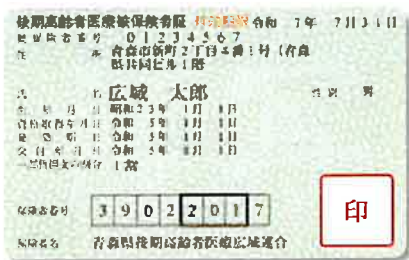 後期高齢者医療被保険者証 有効期限 令和 7年 7月31日
被保険者番号 01234567
住所 青森市新町2丁目4番1号(青森
県共同ビル1階
氏名 広域 太郎 性別 男
生年月日 昭和23年 1月 1日
資格取得年月日 令和 5年 1月 1日
発効期日 令和 5年 1月 1日
交付年月日 令和 5年 1月 1日
一部負担金の割合 1割
保険者番号 39022017
保険者名 青森県後期高齢者医療広域連合
印